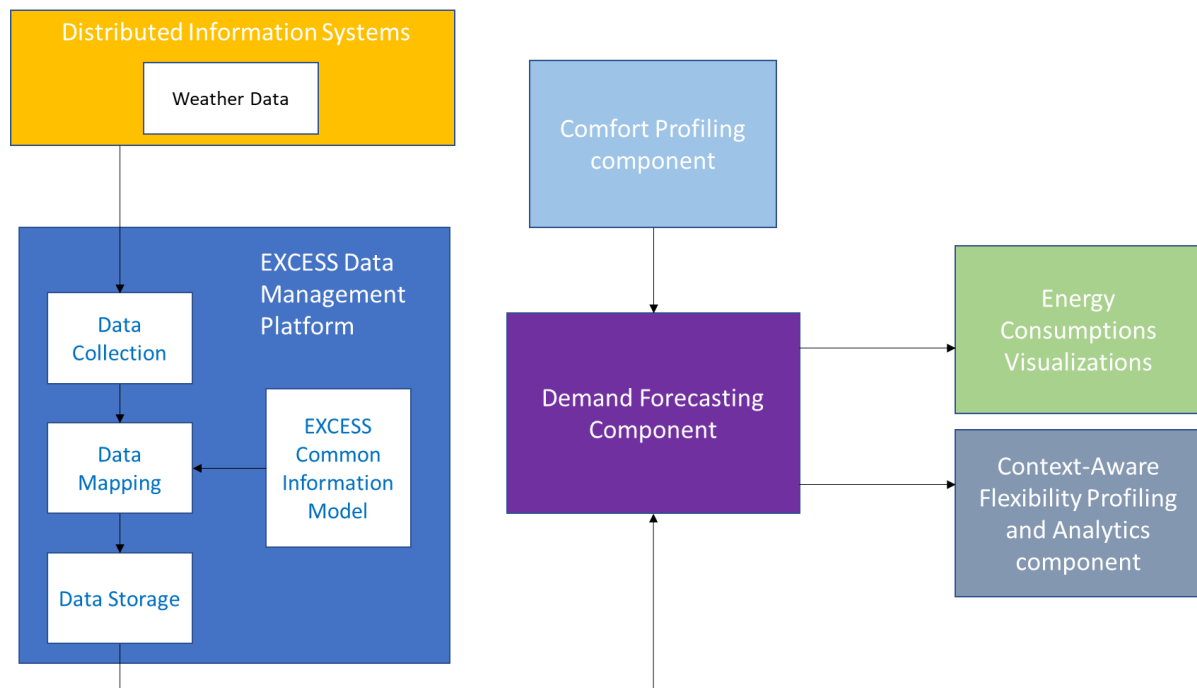 Distributed Information Systems
Weather Data
EXCESS Data
Management
Platform
Data
Collection
Data
Mapping
EXCESS
Common
Information
Model
Data Storage
Comfort Profiling
component
Demand Forecasting
Component
Energy
Consumptions
Visualizations
Context-Aware
Flexibility Profiling
and Analytics
component